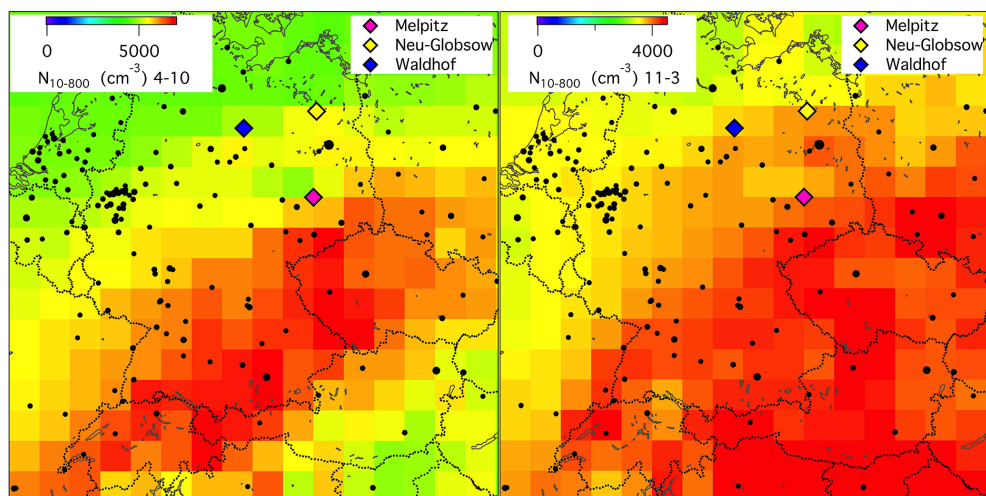 0 5000
N10-800 (cm-3) 4-10
Melpitz
Neu-Globsow
Waldhof
0 4000
N10-800 (cm-3) 11-3
Melpitz
Neu-Globsow
Waldhof